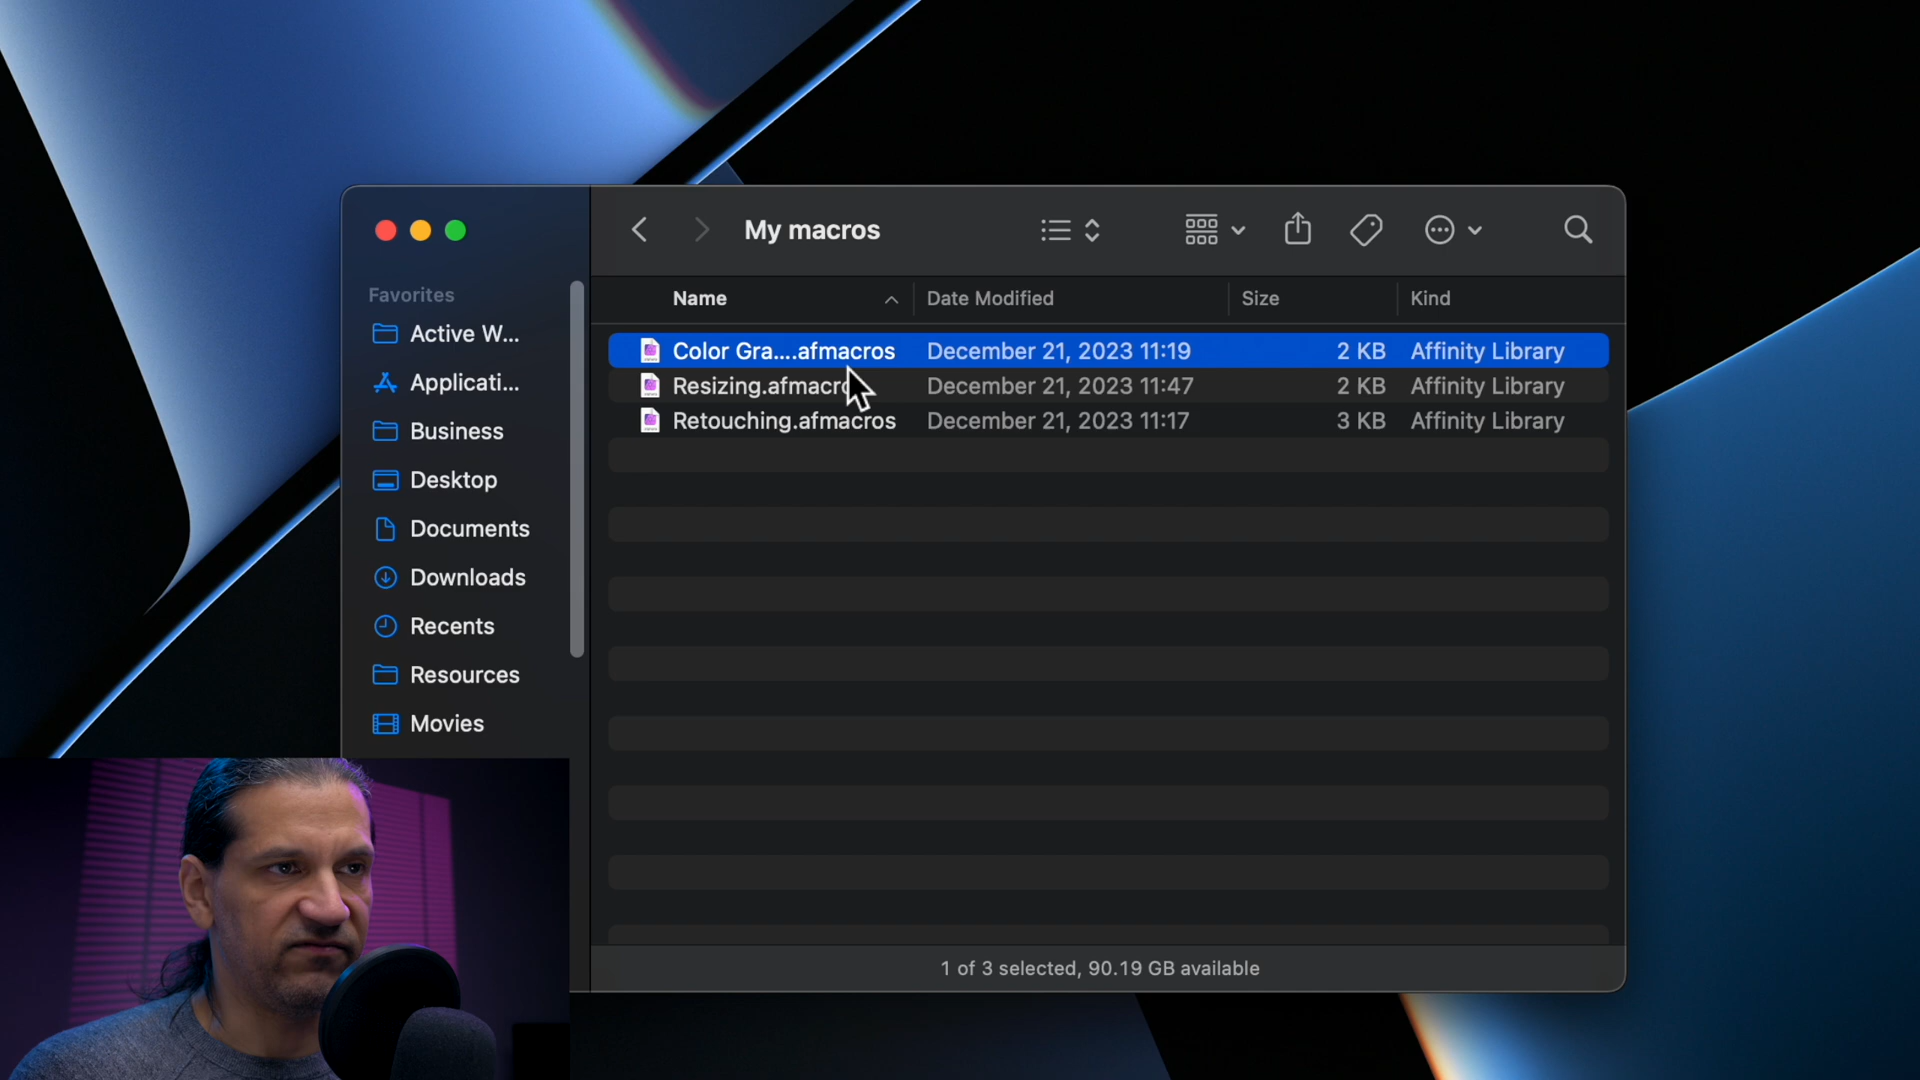 My macros
Favorites
Active W...
Applicati...
Business
Desktop
Documents
Downloads
Recents
Resources
Movies
Name Date Modified Size Kind
Color Gra....afmacros December 21, 2023 11:19 2 KB Affinity Library
Resizing.afmacro December 21, 2023 11:47 2 KB Affinity Library
Retouching.afmacros December 21, 2023 11:17 3 KB Affinity Library
1 of 3 selected, 90.19 GB available